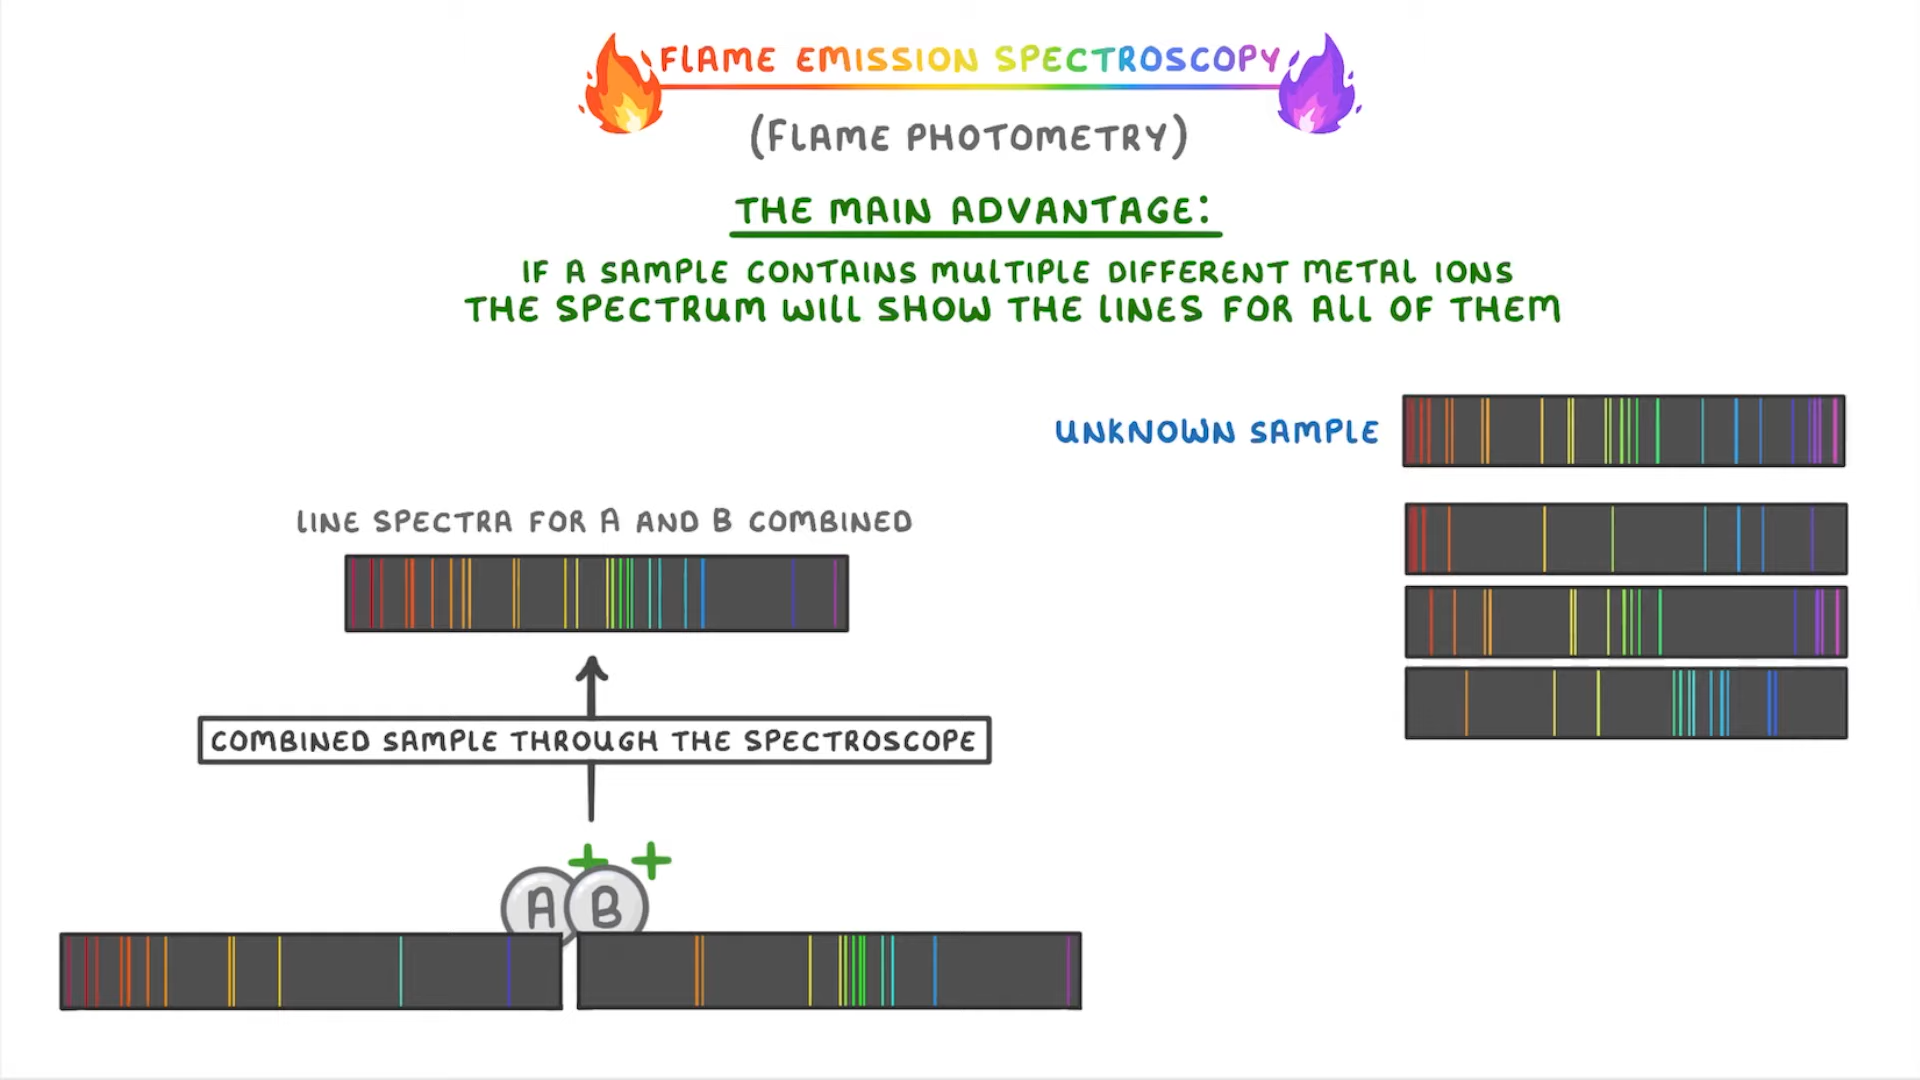 FLAME EMISSION SPECTROSCOPY
(FLAME PHOTOMETRY)
THE MAIN ADVANTAGE:
IF A SAMPLE CONTAINS MULTIPLE DIFFERENT METAL IONS
THE SPECTRUM WILL SHOW THE LINES FOR ALL OF THEM
UNKNOWN SAMPLE
LINE SPECTRA FOR A AND B COMBINED
COMBINED SAMPLE THROUGH THE SPECTROSCOPE
A+ B+